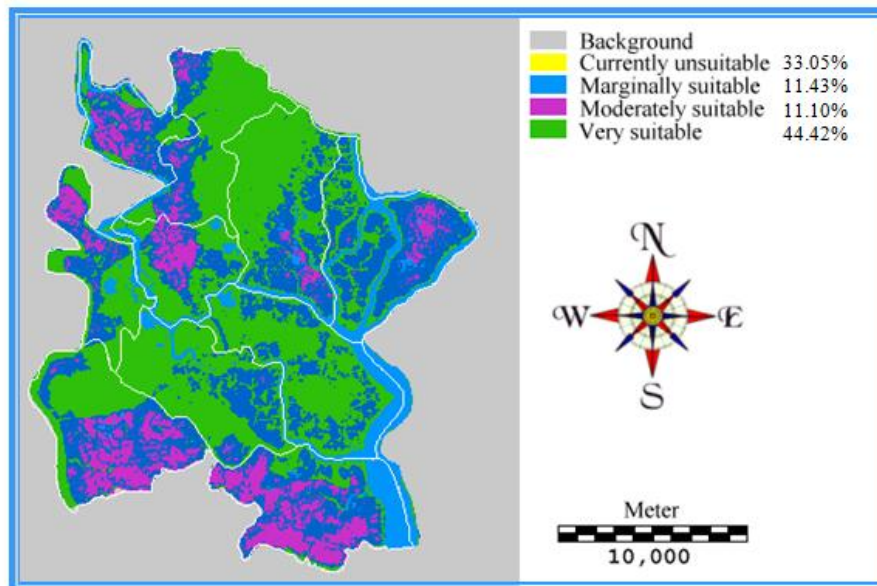 Background
Currently unsuitable 33.05%
Marginally suitable 11.43%
Moderately suitable 11.10%
Very suitable 44.42%
N
W E
S
Meter
10,000